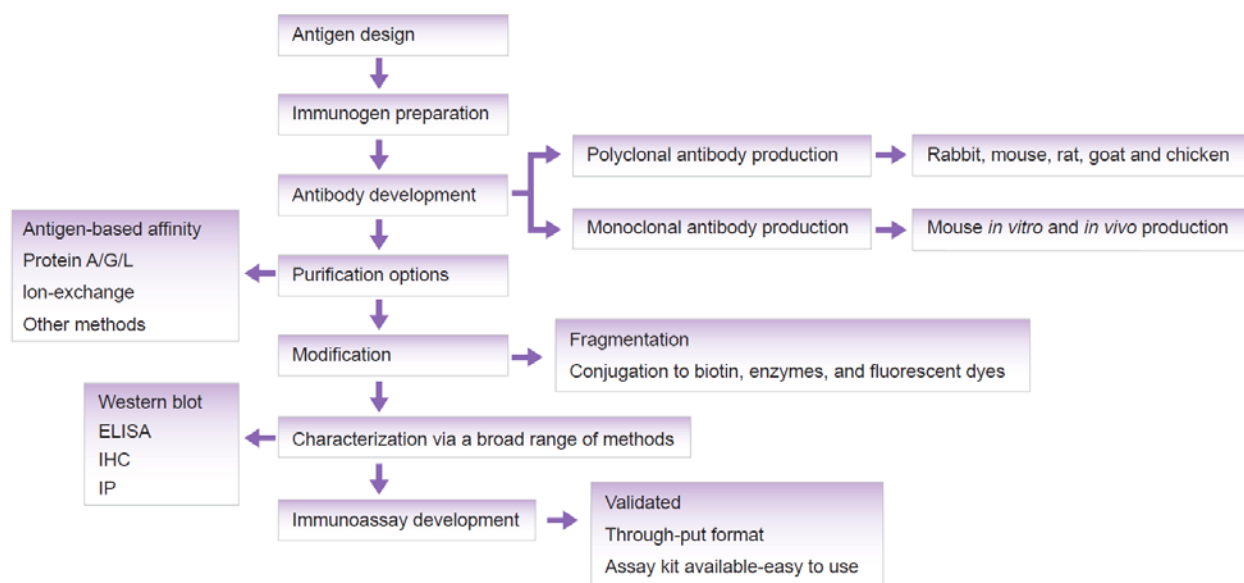 Antigen design
Immunogen preparation
Antibody development
Polyclonal antibody production
Rabbit, mouse, rat, goat and chicken
Monoclonal antibody production
Mouse in vitro and in vivo production
Purification options
Antigen-based affinity
Protein A/G/L
Ion-exchange
Other methods
Modification
Fragmentation
Conjugation to biotin, enzymes, and fluorescent dyes
Characterization via a broad range of methods
Western blot
ELISA
IHC
IP
Immunoassay development
Validated
Through-put format
Assay kit available-easy to use